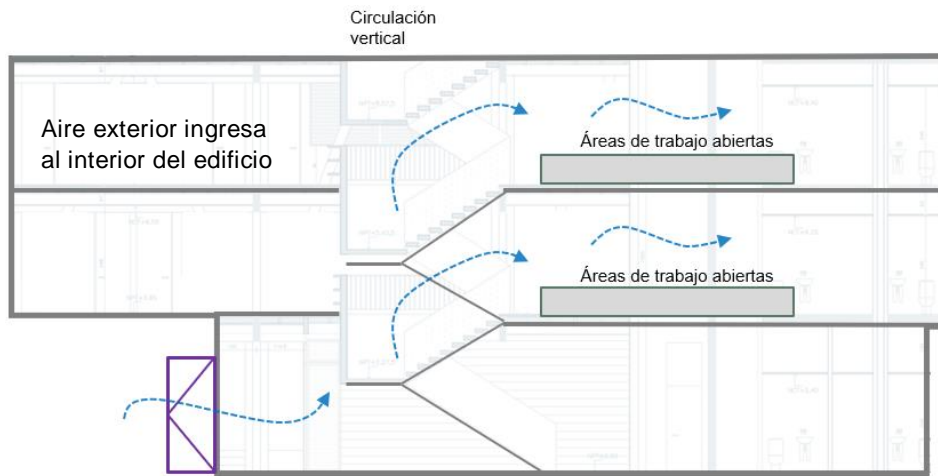 Circulación
vertical
Aire exterior ingresa
al interior del edificio
Áreas de trabajo abiertas
Áreas de trabajo abiertas